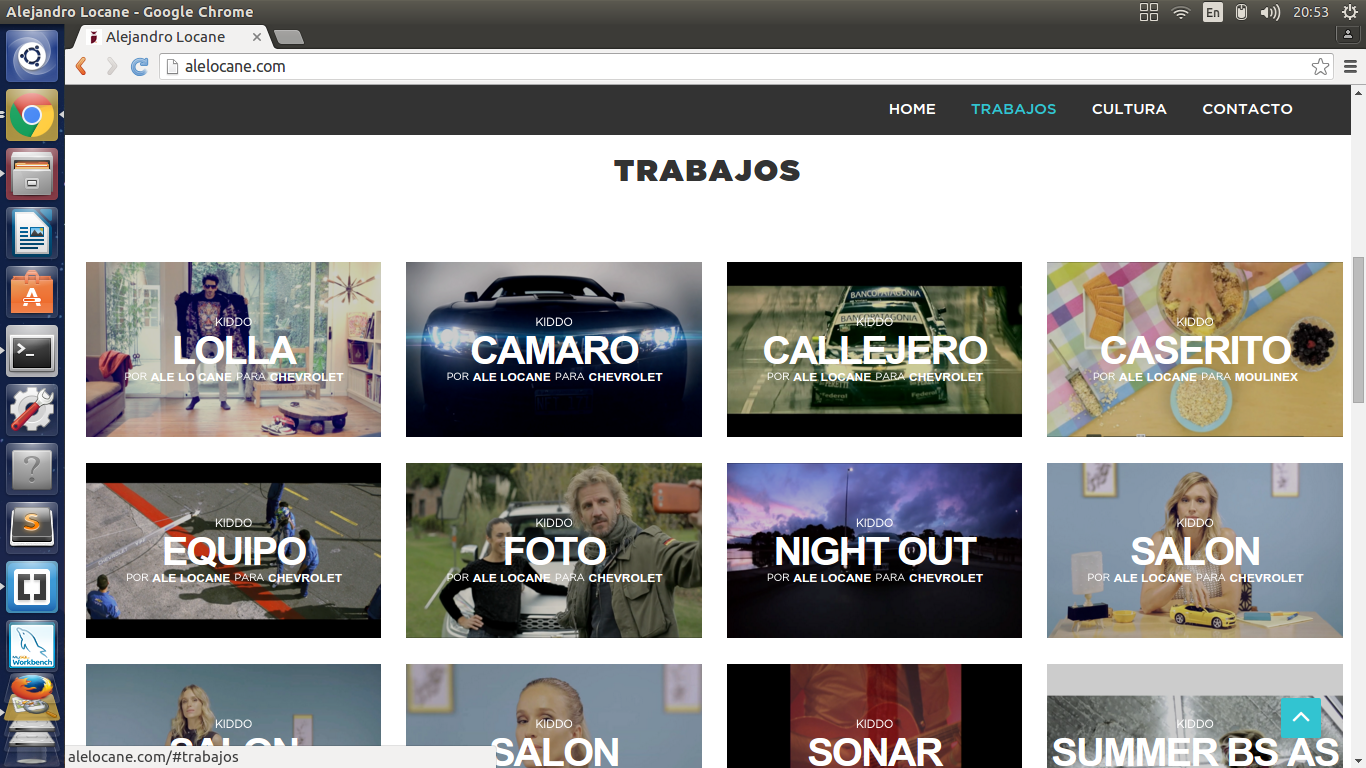 Alejandro Locane - Google Chrome
En
20:53
Alejandro Locane
alelocane.com
HOME
TRABAJOS
CULTURA
CONTACTO
TRABAJOS
KIDDO
LOLLA
POR ALE LO CANE PARA CHEVROLET
KIDDO
CAMARO
POR ALE LOCANE PARA CHEVROLET
BANCOPATAGONIA
BANCOPATAGONIA
KIDDO
CALLEJERO
POR ALE LOCANE PARA CHEVROLET
Federal
KIDDO
CASERITO
POR ALE LOCANE PARA MOULINEX
KIDDO
EQUIPO
POR ALE LOCANE PARA CHEVROLET
KIDDO
FOTO
POR ALE LOCANE PARA CHEVROLET
KIDDO
NIGHT OUT
POR ALE LOCANE PARA CHEVROLET
KIDDO
SALON
POR ALE LOCANE PARA CHEVROLET
Workbench
KIDDO
SALON
KIDDO
SALON
KIDDO
SONAR
KIDDO
SUMMER BS AS
alelocane.com/#trabajos